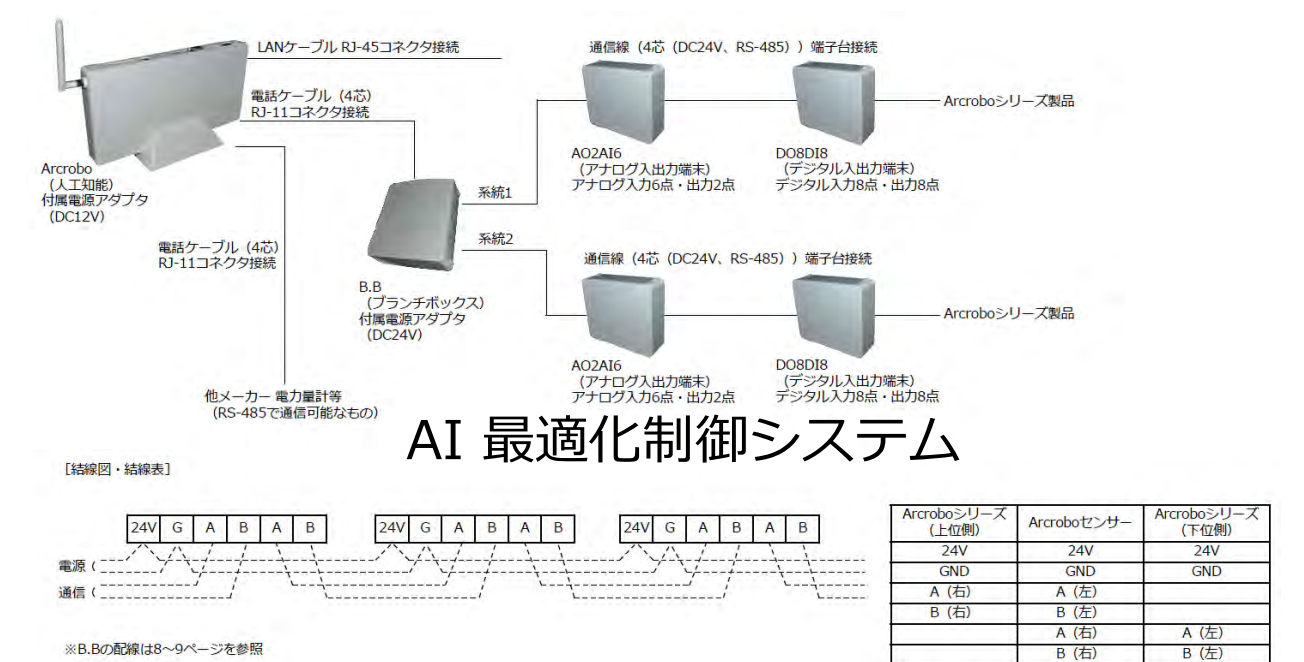 LANケーブル RJ-45コネクタ接続
電話ケーブル（4芯）
RJ-11コネクタ接続
Arcrobo
（人工知能）
付属電源アダプタ
（DC12V）
電話ケーブル（4芯）
RJ-11コネクタ接続
他メーカー 電力量計等
（RS-485で通信可能なもの）
B.B
（ブランチボックス）
付属電源アダプタ
（DC24V）
系統1
系統2
通信線（4芯（DC24V、RS-485））端子台接続
AO2AI6
（アナログ入出力端末）
アナログ入力6点・出力2点
DO8DI8
（デジタル入出力端末）
デジタル入力8点・出力8点
Arcroboシリーズ製品
通信線（4芯（DC24V、RS-485））端子台接続
AO2AI6
（アナログ入出力端末）
アナログ入力6点・出力2点
DO8DI8
（デジタル入出力端末）
デジタル入力8点・出力8点
Arcroboシリーズ製品
AI 最適化制御システム
［結線図・結線表］
24V G A B A B
24V G A B A B
24V G A B A B
電源（
通信（
※B.Bの配線は8～9ページを参照
Arcroboシリーズ
（上位側）
Arcroboセンサー
Arcroboシリーズ
（下位側）
24V 24V 24V
GND GND GND
A（右） A（左）
B（右） B（左）
A（右） A（左）
B（右） B（左）